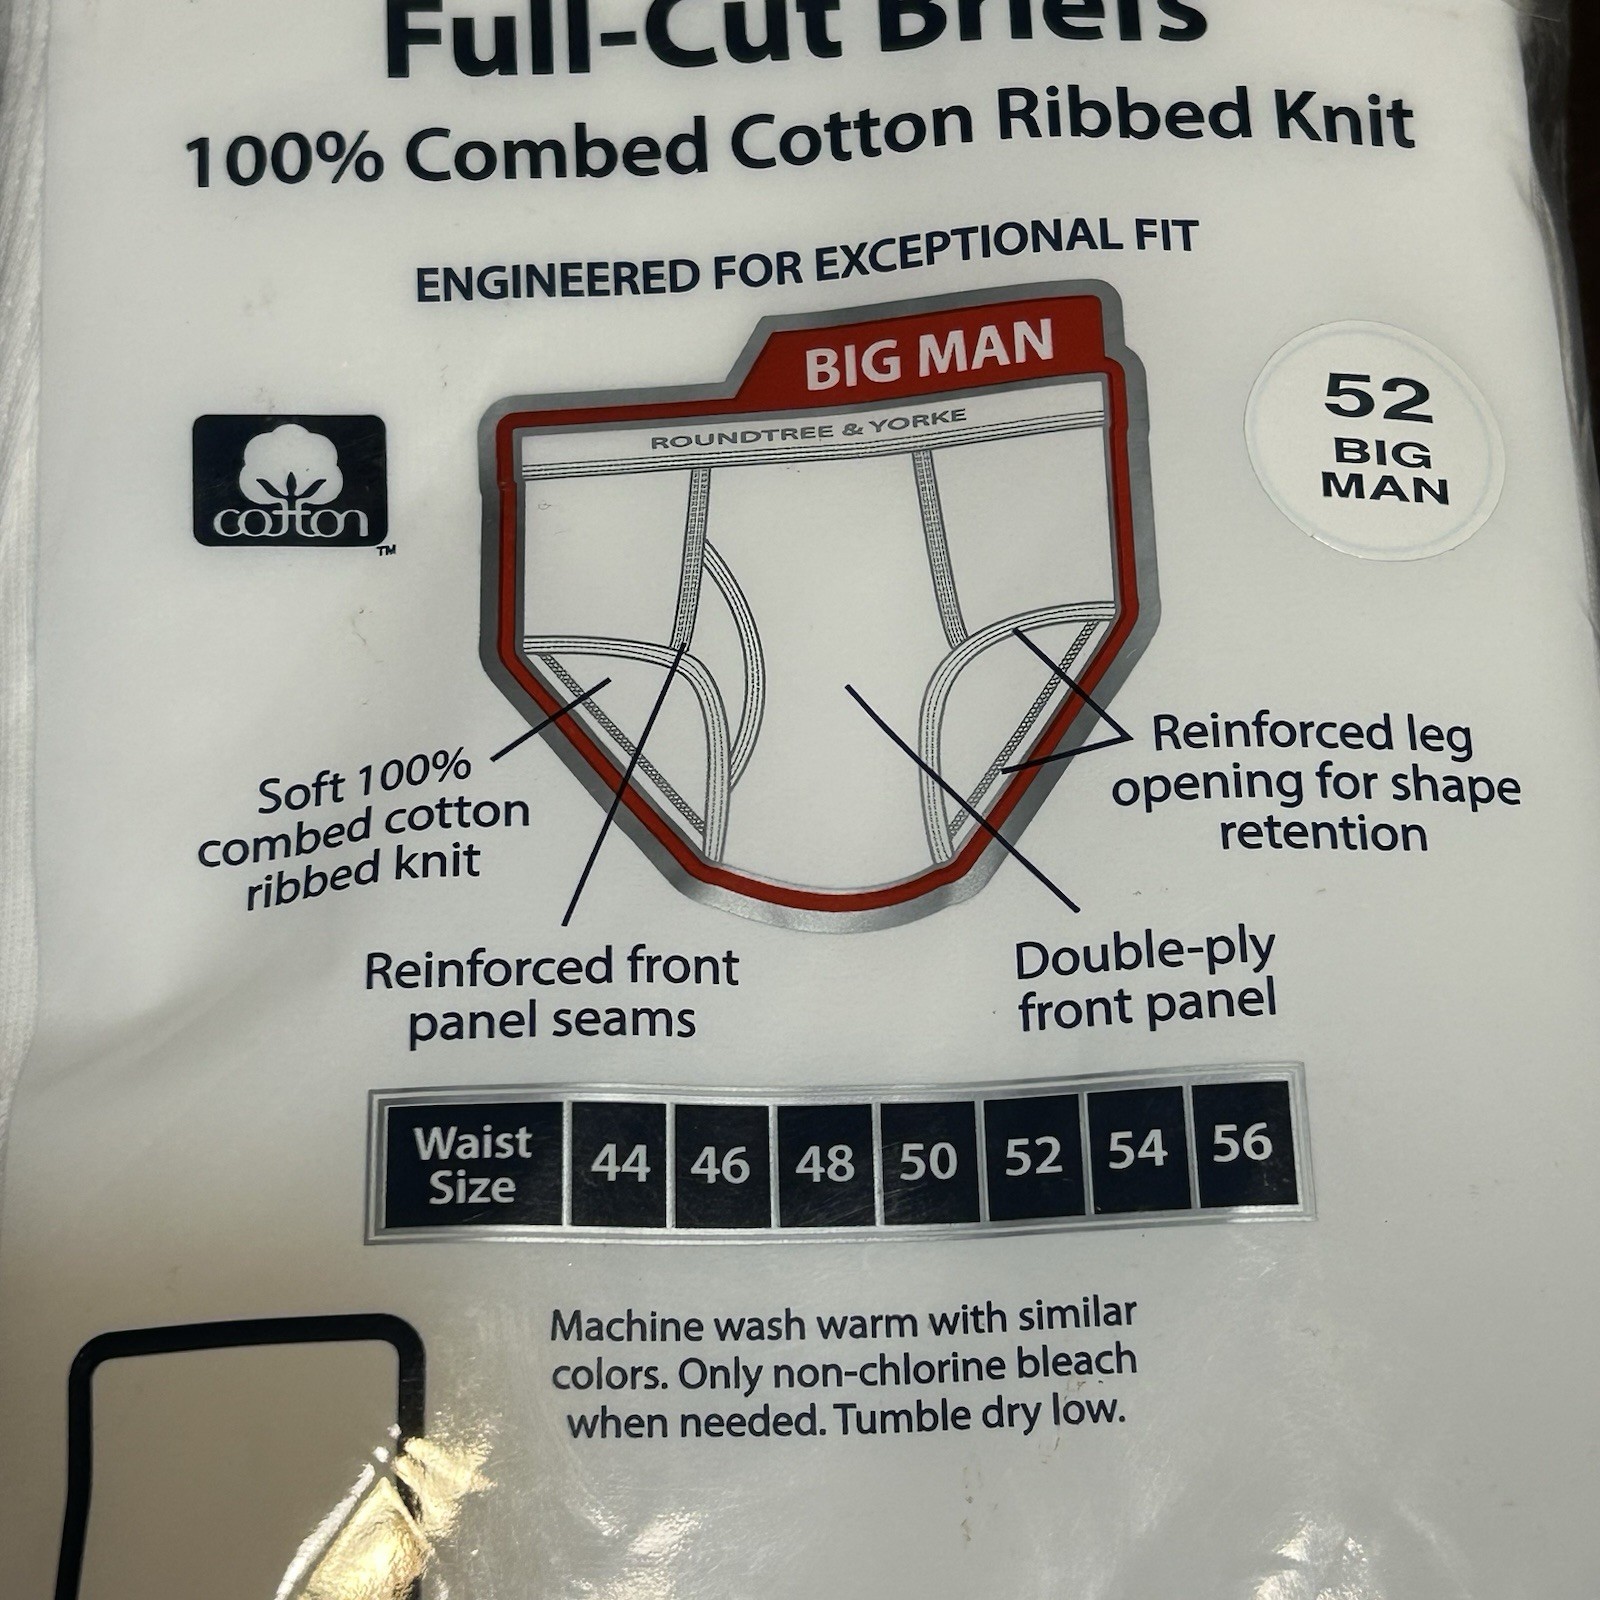 Full-Cut Briefs
100% Combed Cotton Ribbed Knit
ENGINEERED FOR EXCEPTIONAL FIT
BIG MAN
ROUNDTREE & YORKE
52
BIG
MAN
cotton
TM
Soft 100%
combed cotton
ribbed knit
Reinforced leg
opening for shape
retention
Reinforced front
panel seams
Double-ply
front panel
Waist
Size
44 46 48 50 52 54 56
Machine wash warm with similar
colors. Only non-chlorine bleach
when needed. Tumble dry low.